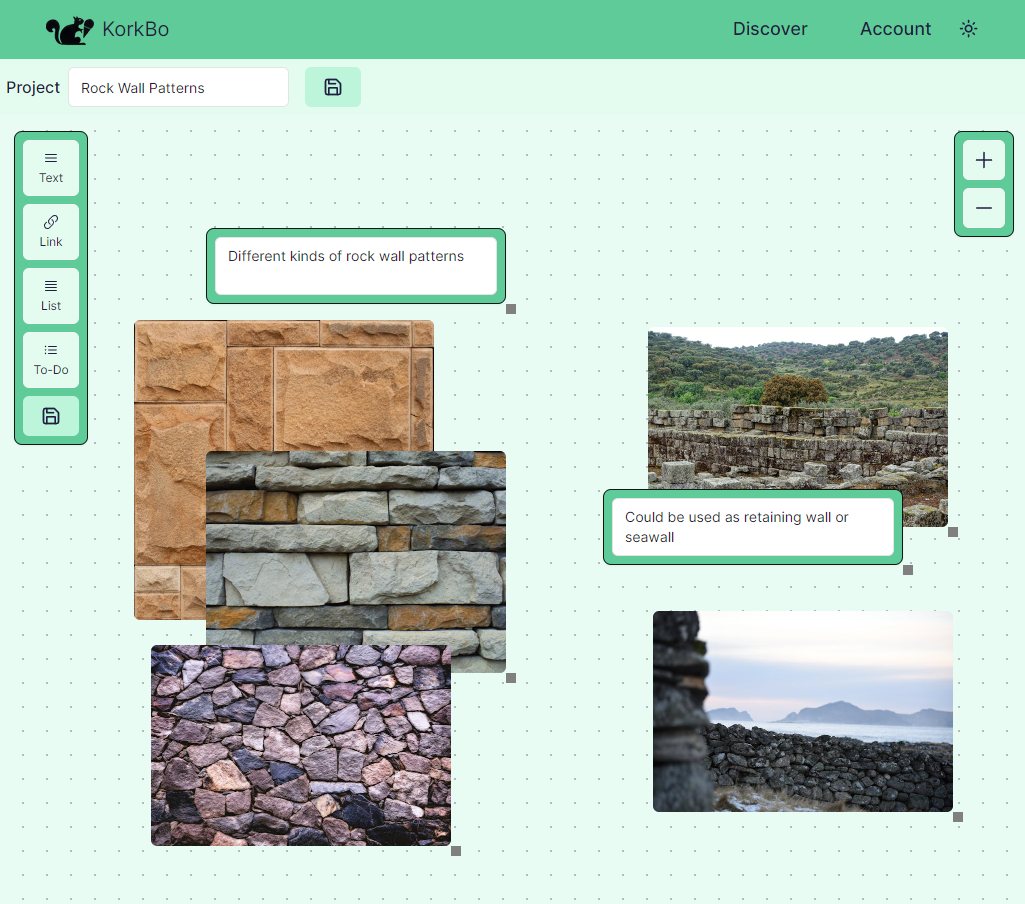 KorkBo
Discover
Account
Project
Rock Wall Patterns
Text
Link
List
To-Do
Different kinds of rock wall patterns
Could be used as retaining wall or
seawall